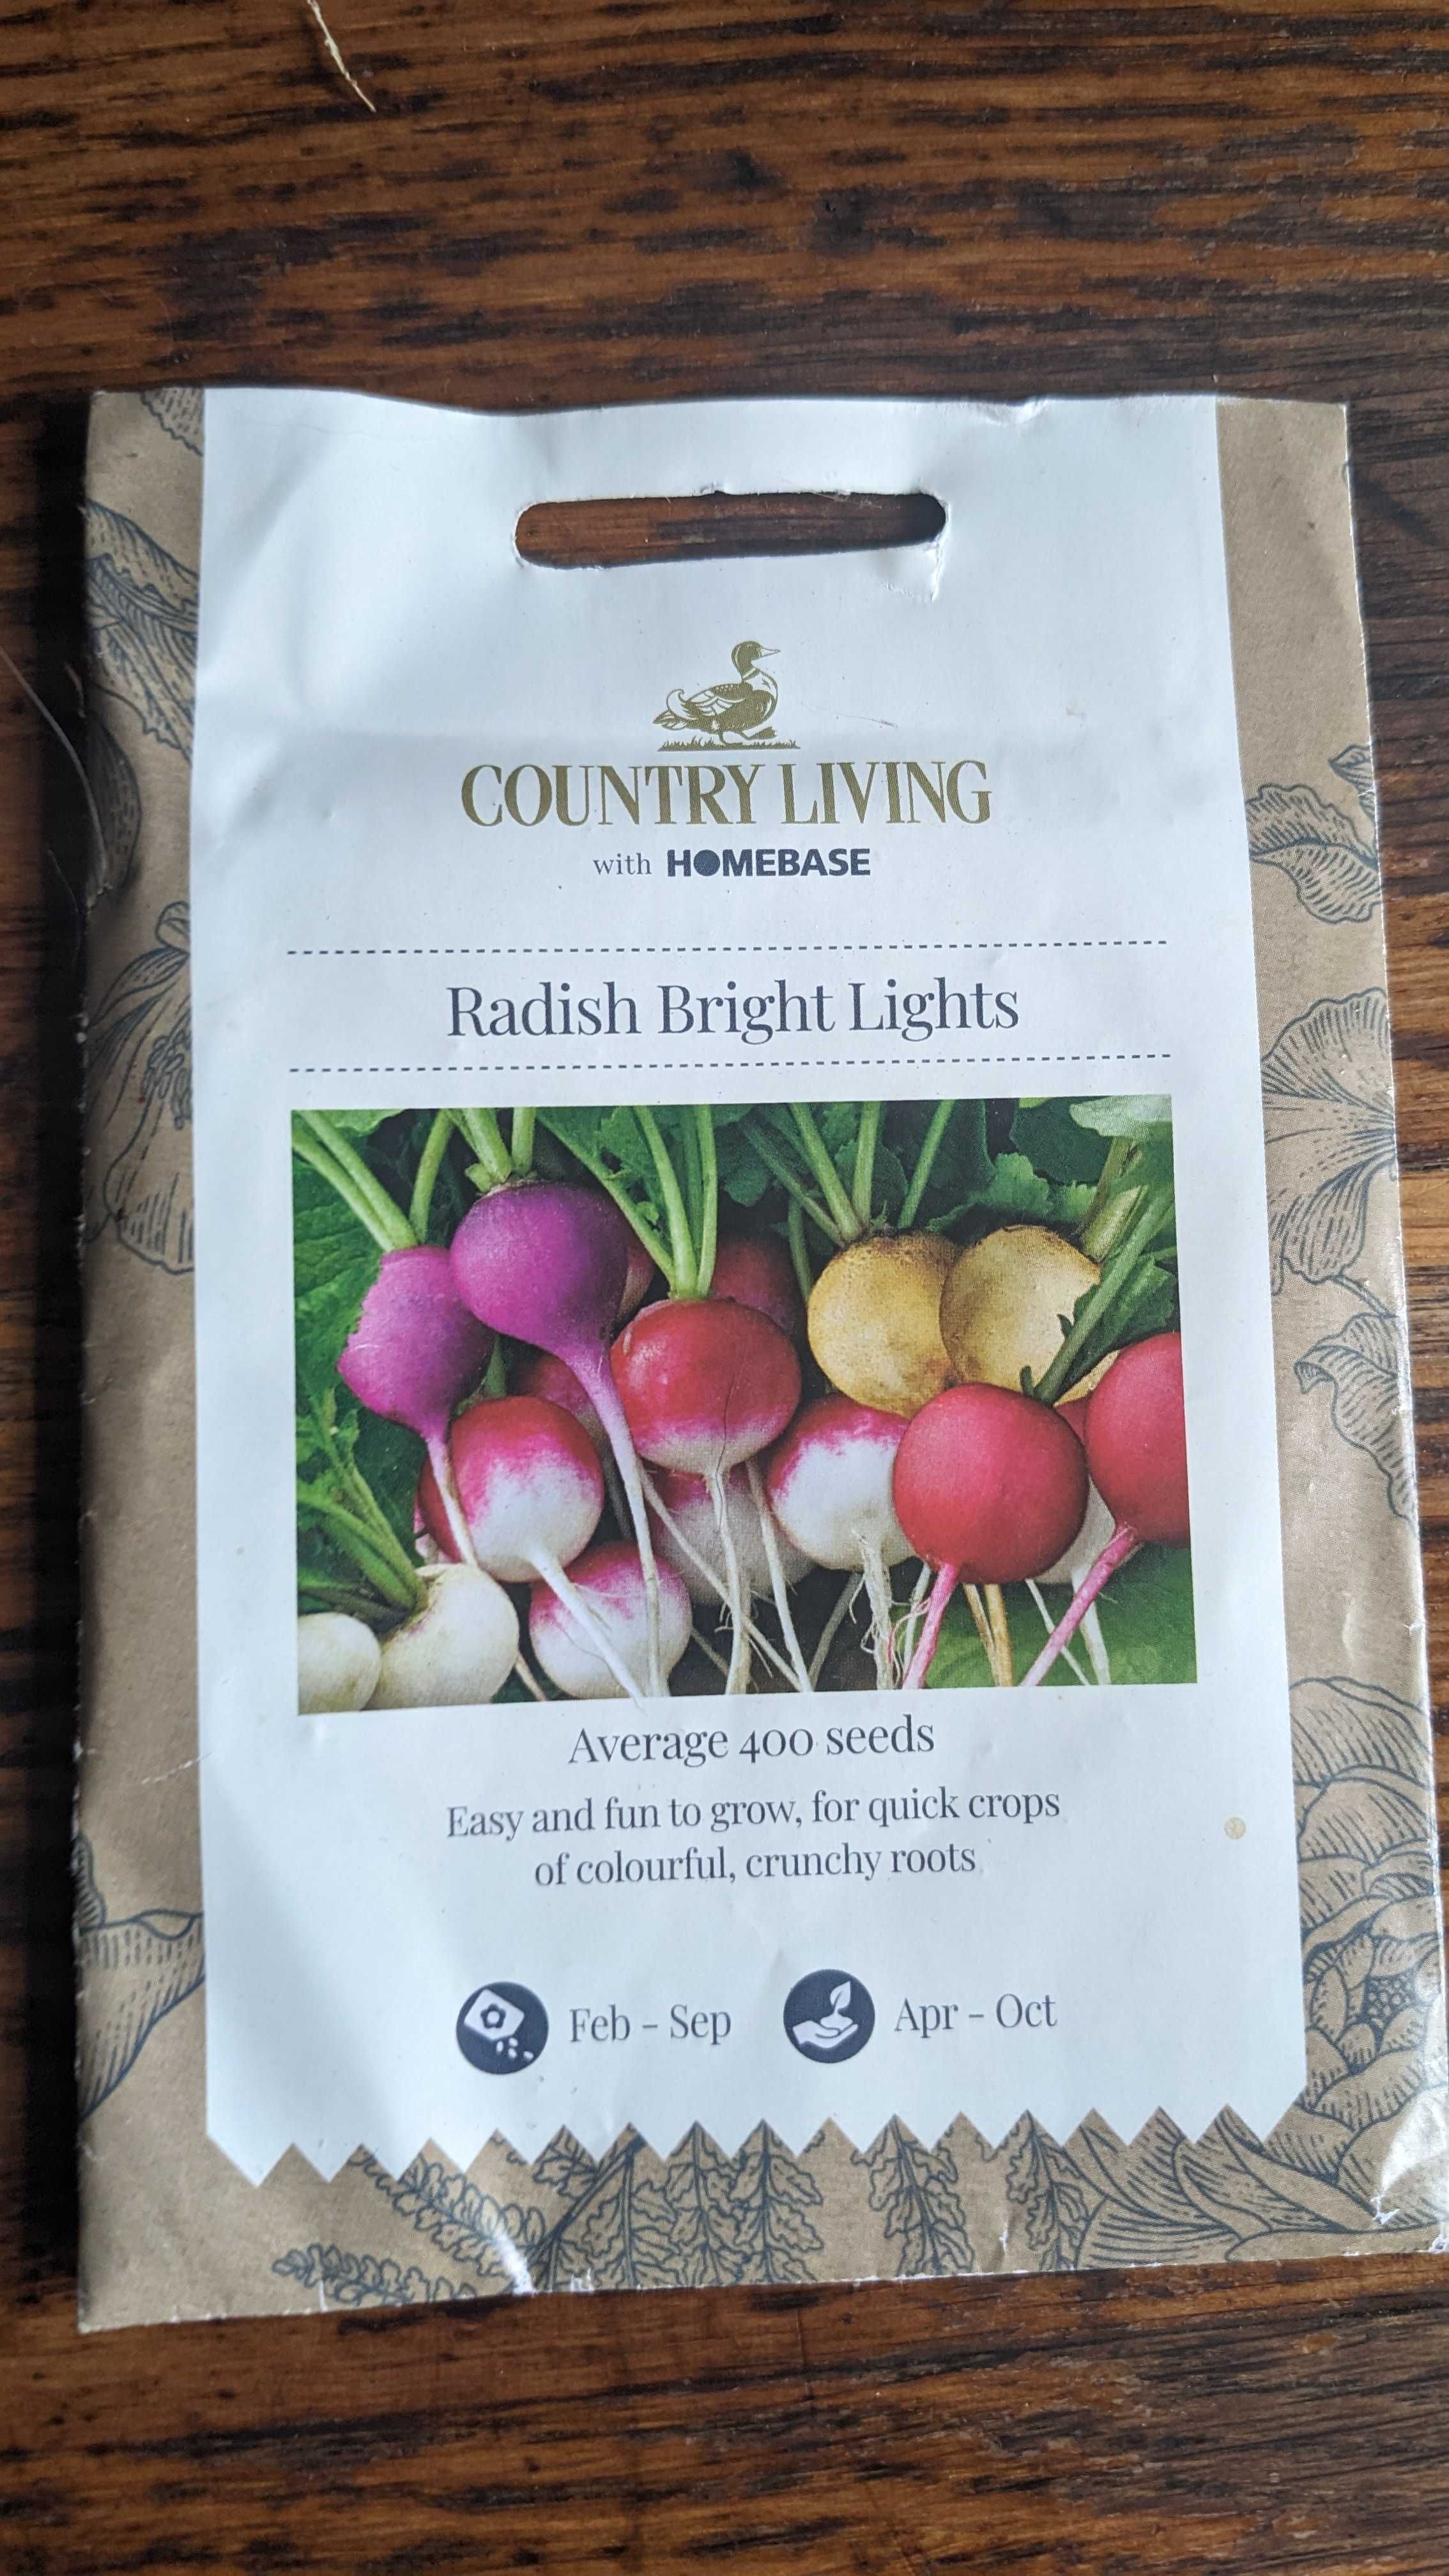 COUNTRY LIVING
with HOMEBASE
Radish Bright Lights
Average 400 seeds
Easy and fun to grow, for quick crops
of colourful, crunchy roots
Feb - Sep Apr - Oct